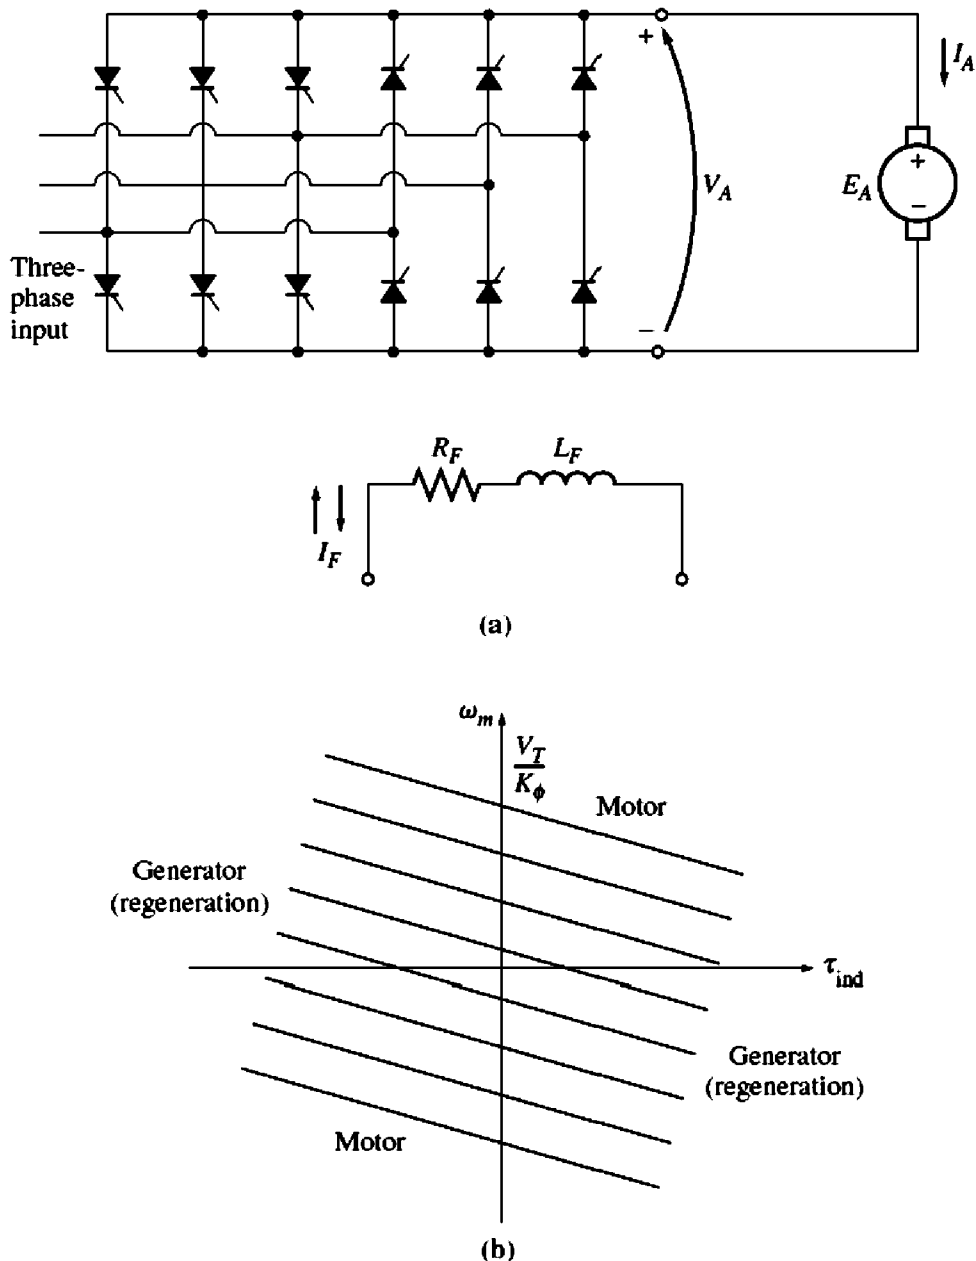 +
I_A
V_A
E_A
+
−
Three-
phase
input
−
R_F
L_F
I_F
(a)
ω_m
V_T
K_ϕ
Motor
Generator
(regeneration)
τ_ind
Generator
(regeneration)
Motor
(b)